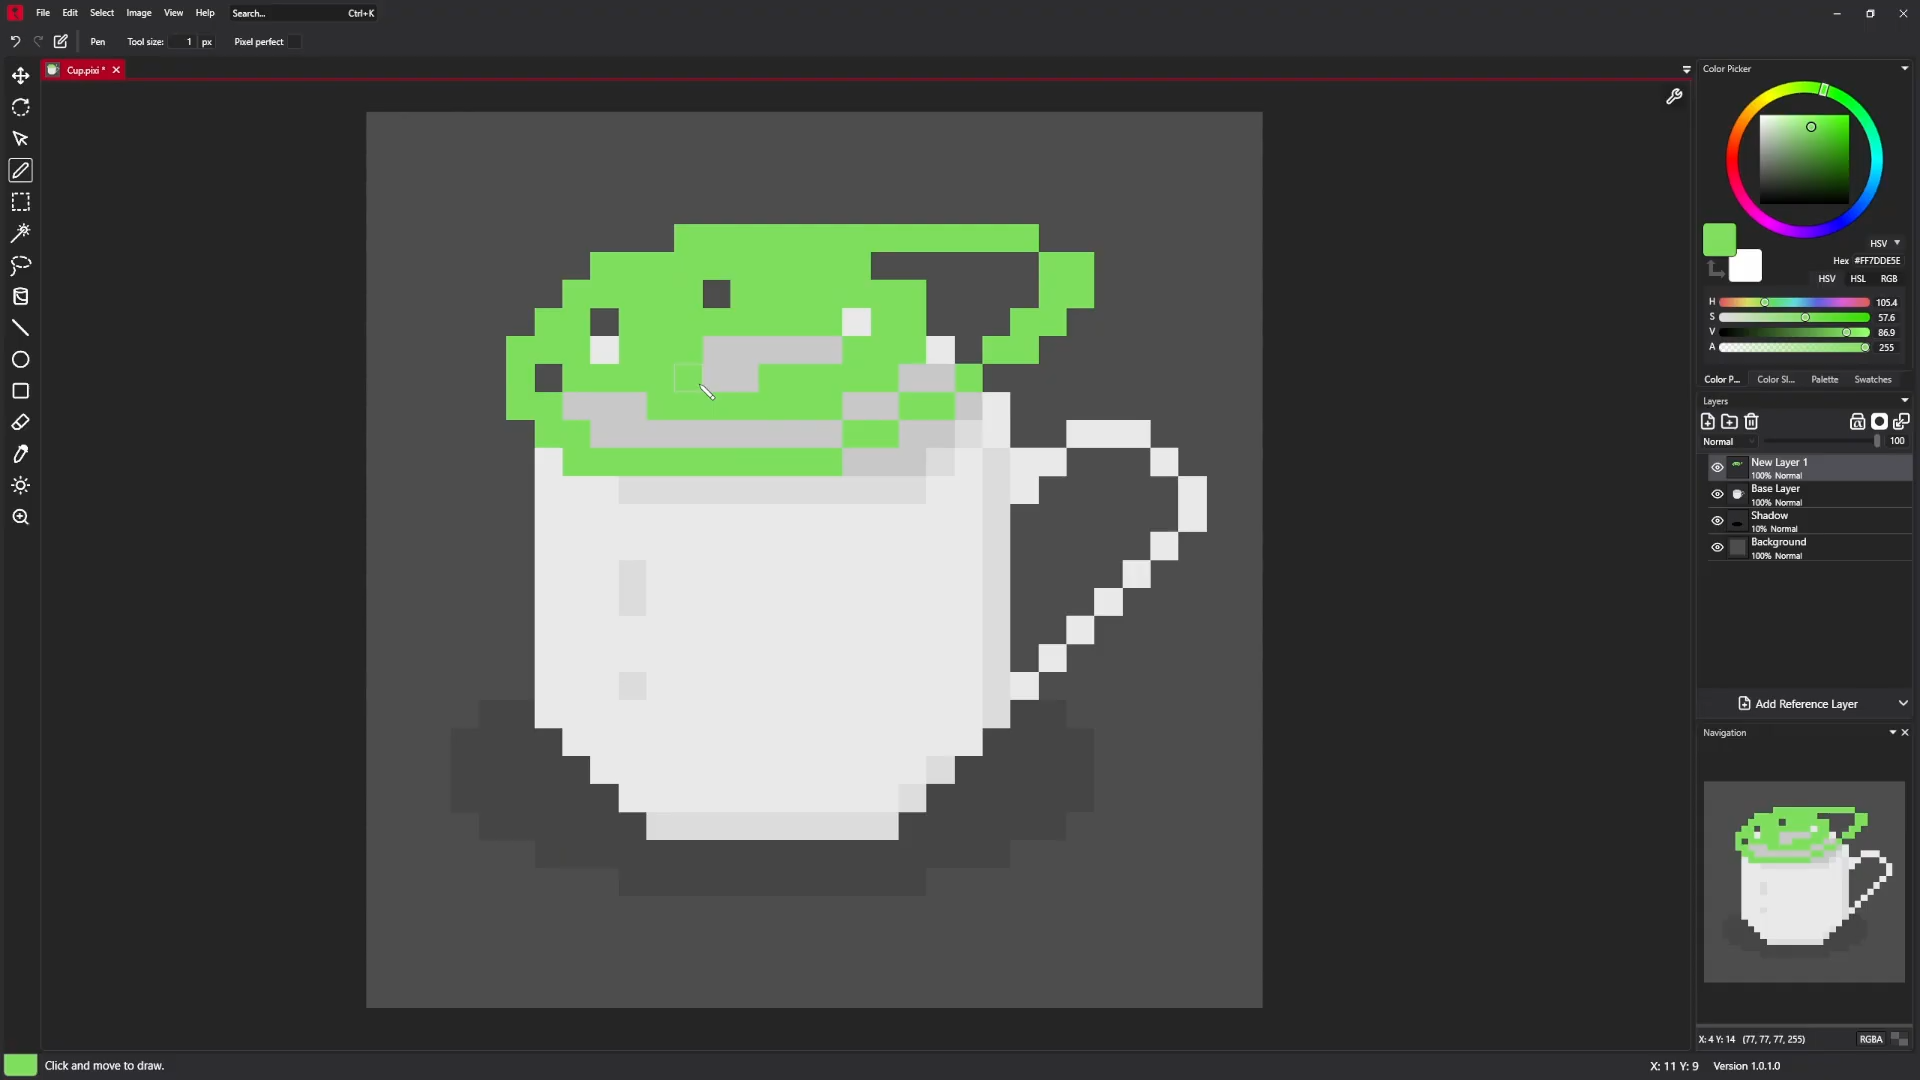 File Edit Select Image View Help Search... Ctrl+K
Pen Tool size: 1 px Pixel perfect
Cup.pixi *
Color Picker
HSV
Hex #FF7DDE5E
HSV HSL RGB
H 105.4
S 57.6
V 86.9
A 255
Color P... Color Sl... Palette Swatches
Layers
Normal 100
New Layer 1
100% Normal
Base Layer
100% Normal
Shadow
10% Normal
Background
100% Normal
Add Reference Layer
Navigation
X: 4 Y: 14 (77, 77, 77, 255) RGBA
Click and move to draw. X: 11 Y: 9 Version 1.0.1.0